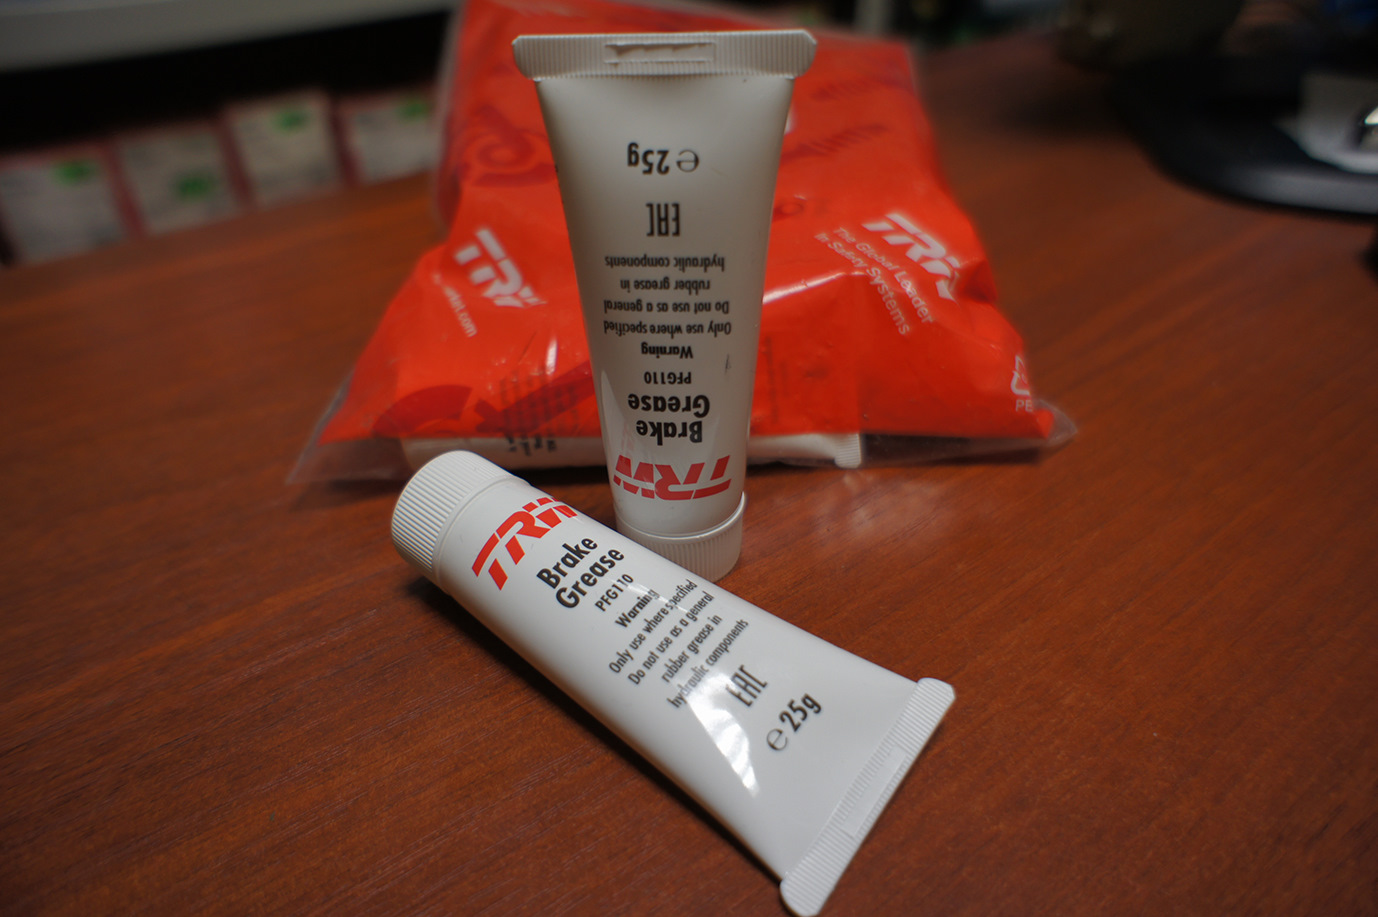 TRW
Brake
Grease
PFG110
Warning
Only use where specified
Do not use as a general
rubber grease in
hydraulic components
EAC
℮ 25g
TRW
Brake
Grease
PFG110
Warning
Only use where specified
Do not use as a general
rubber grease in
hydraulic components
EAC
℮ 25g
TRW
TRW
The Global Leader
In Safety Systems
PE